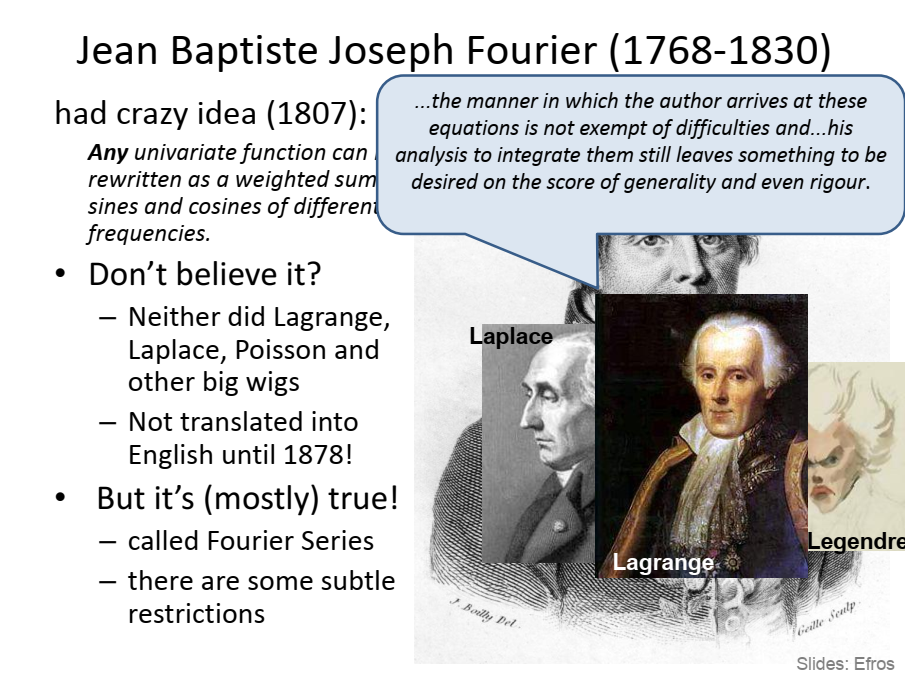 Jean Baptiste Joseph Fourier (1768-1830)
had crazy idea (1807):
Any univariate function can
rewritten as a weighted sum
sines and cosines of different
frequencies.
• Don’t believe it?
– Neither did Lagrange,
Laplace, Poisson and
other big wigs
– Not translated into
English until 1878!
• But it’s (mostly) true!
– called Fourier Series
– there are some subtle
restrictions
...the manner in which the author arrives at these
equations is not exempt of difficulties and...his
analysis to integrate them still leaves something to be
desired on the score of generality and even rigour.
Laplace
Lagrange
Legendre
J. Boilly Del.
Geille Sculp.
Slides: Efros